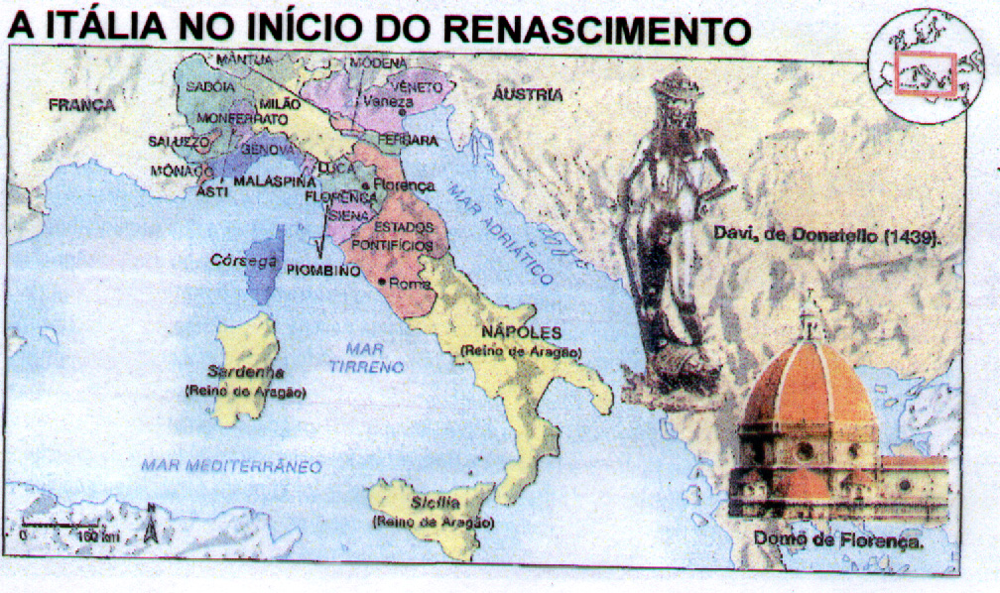 A ITÁLIA NO INÍCIO DO RENASCIMENTO
MÂNTUA
MODENA
SABÓIA
VÊNETO
FRANÇA
MILÃO
Veneza
ÁUSTRIA
MONFERRATO
SALUZZO
GENOVA
FERRARA
MÔNACO
LUCA
ASTI
MALASPINA
Florença
FLORENÇA
SIENA
MAR ADRIÁTICO
ESTADOS
PONTIFÍCIOS
Davi, de Donatello (1439).
Córsega
PIOMBINO
Roma
NÁPOLES
(Reino de Aragão)
MAR
TIRRENO
Sardenha
(Reino de Aragão)
MAR MEDITERRÂNEO
Sicília
(Reino de Aragão)
N
0 160 km
Domo de Florença.